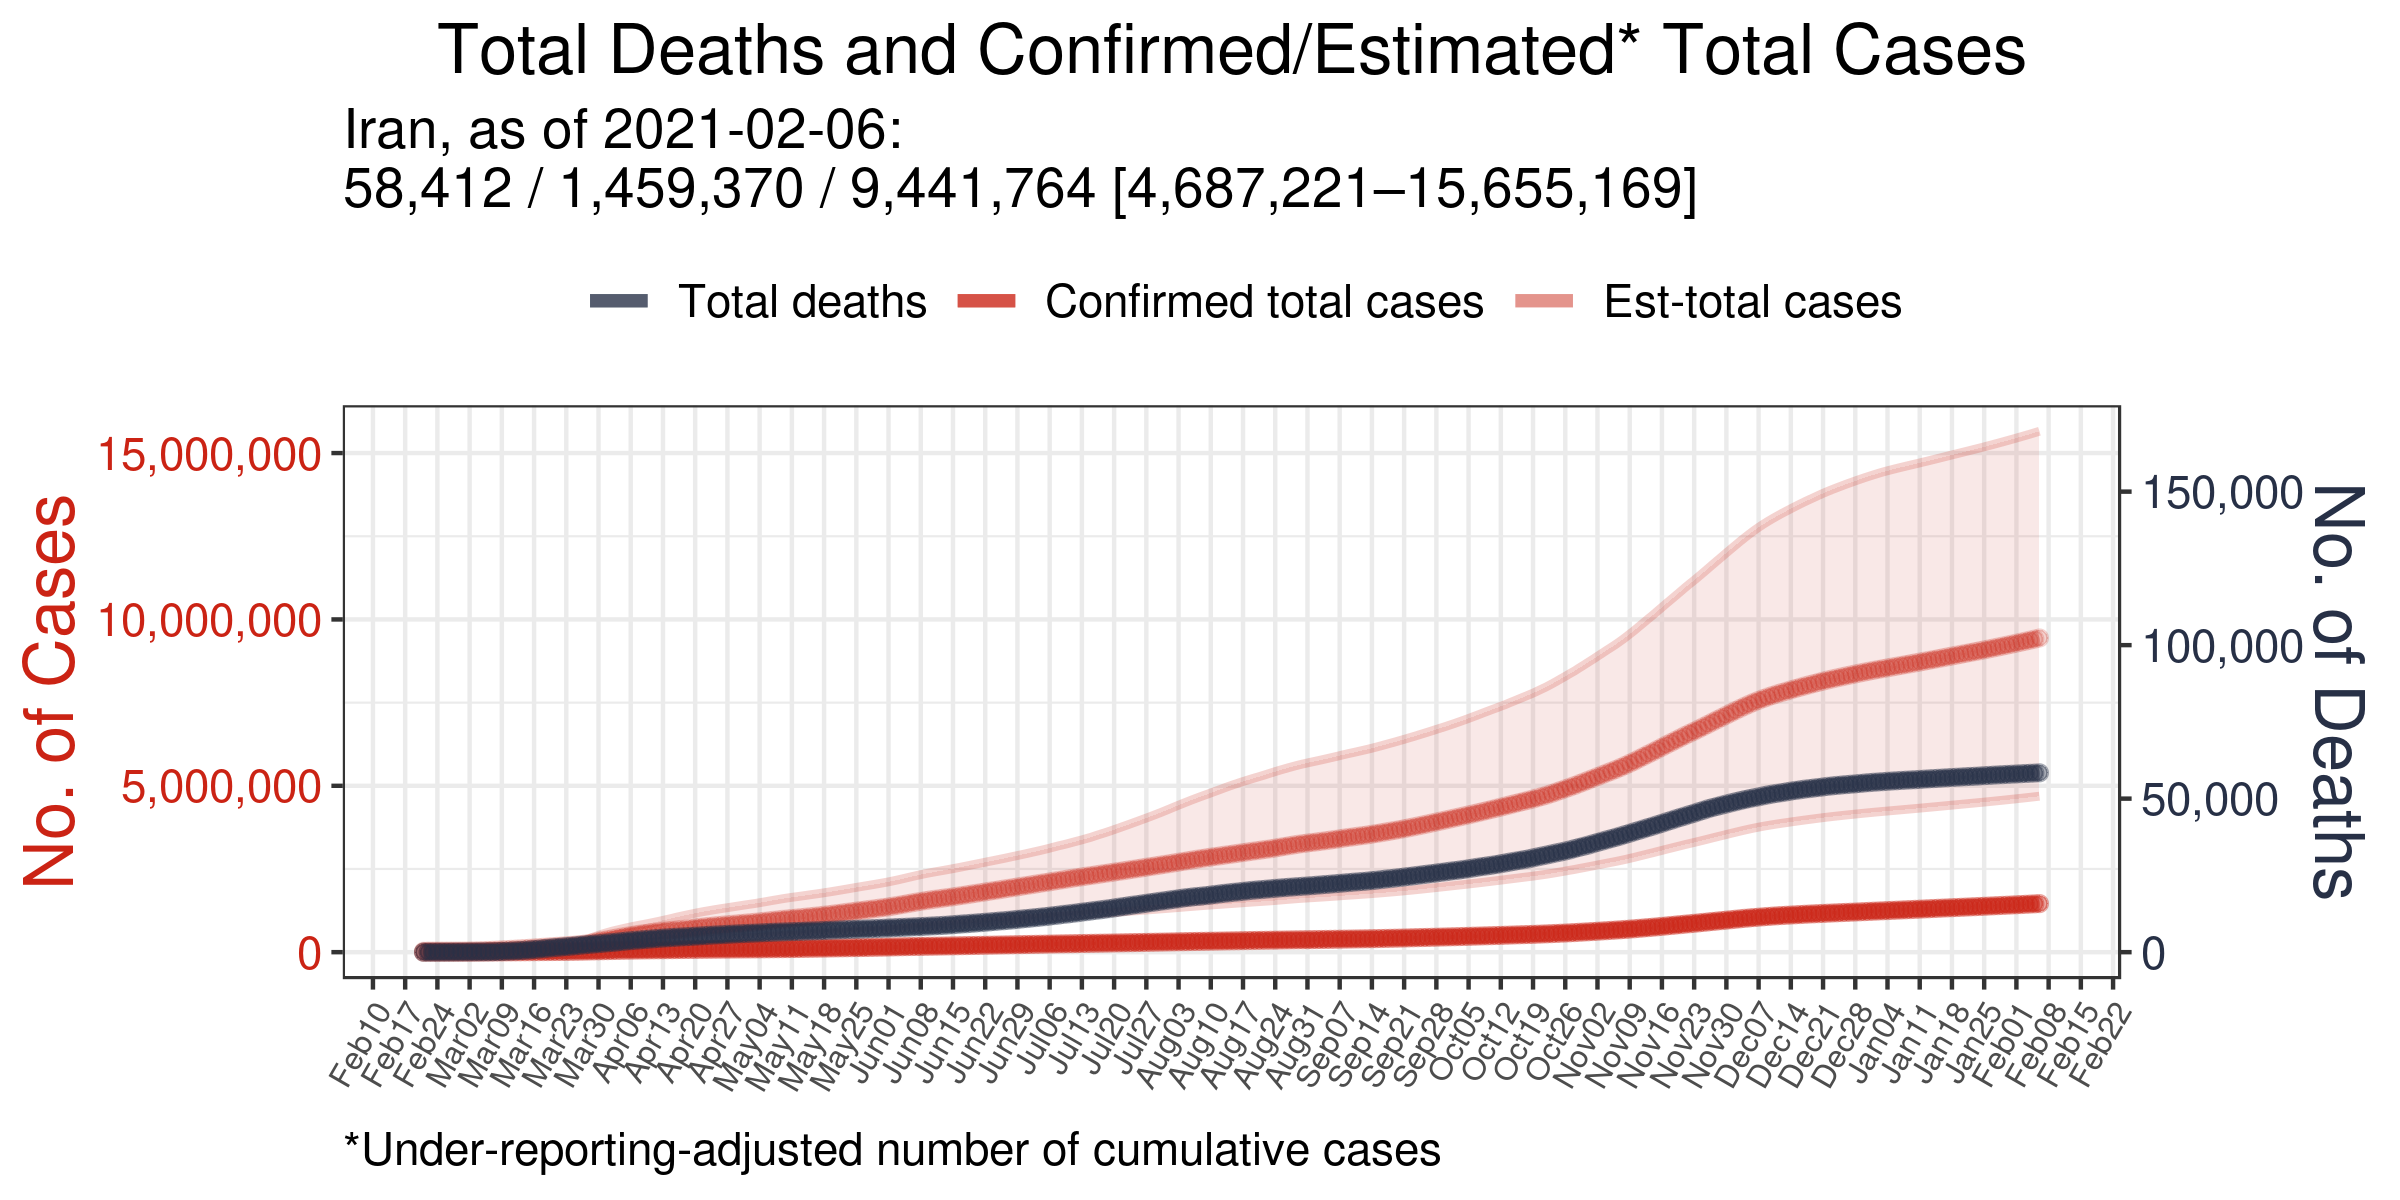 Total Deaths and Confirmed/Estimated* Total Cases
Iran, as of 2021-02-06:
58,412 / 1,459,370 / 9,441,764 [4,687,221–15,655,169]
Total deaths
Confirmed total cases
Est-total cases
No. of Cases
15,000,000
10,000,000
5,000,000
0
150,000
100,000
50,000
0
No. of Deaths
Feb10
Feb17
Feb24
Mar02
Mar09
Mar16
Mar23
Mar30
Apr06
Apr13
Apr20
Apr27
May04
May11
May18
May25
Jun01
Jun08
Jun15
Jun22
Jun29
Jul06
Jul13
Jul20
Jul27
Aug03
Aug10
Aug17
Aug24
Aug31
Sep07
Sep14
Sep21
Sep28
Oct05
Oct12
Oct19
Oct26
Nov02
Nov09
Nov16
Nov23
Nov30
Dec07
Dec14
Dec21
Dec28
Jan04
Jan11
Jan18
Jan25
Feb01
Feb08
Feb15
Feb22
*Under-reporting-adjusted number of cumulative cases